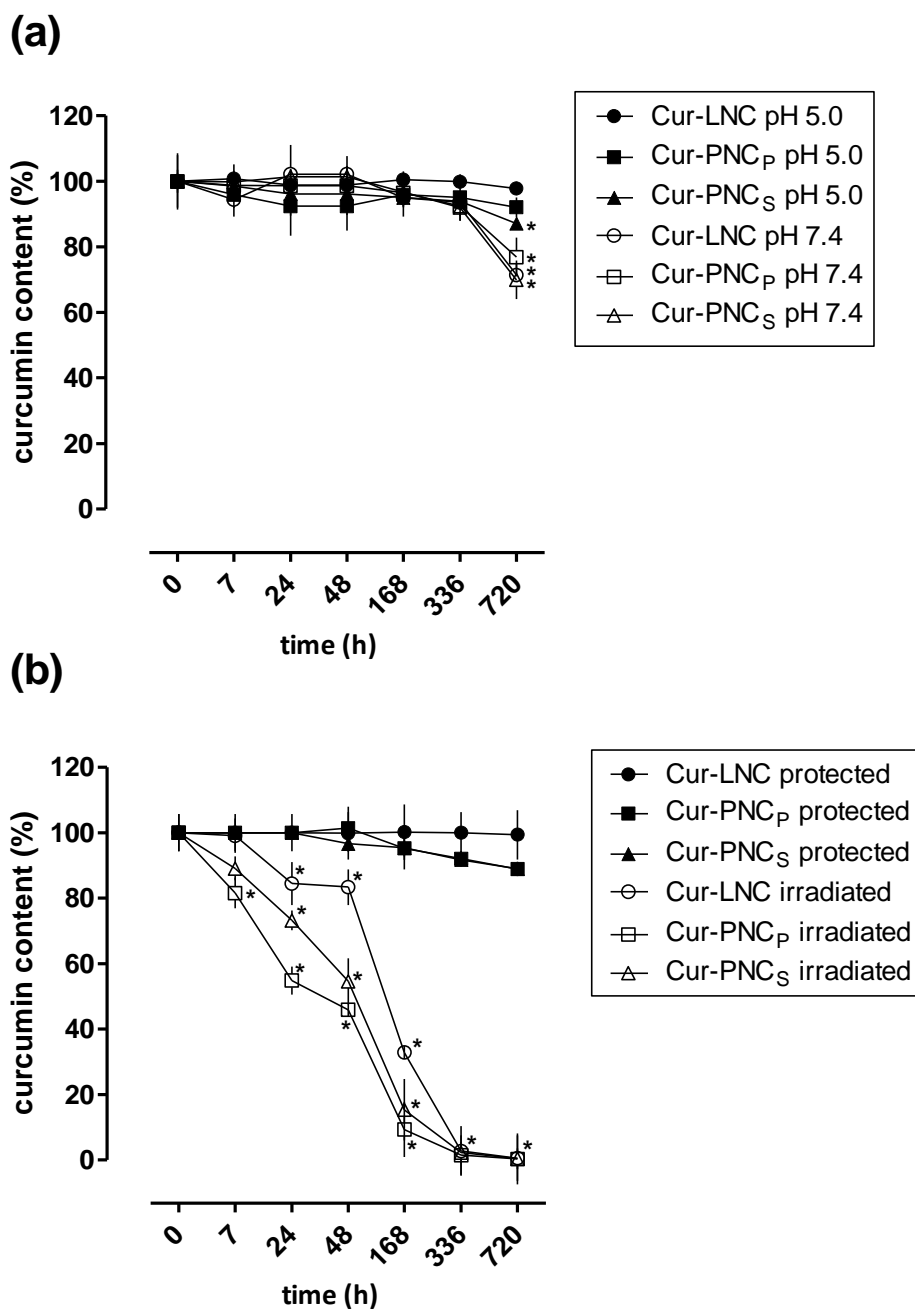 (a)
120
100
80
60
40
20
0
curcumin content (%)
0 7 24 48 168 336 720
time (h)
* * * *
Cur-LNC pH 5.0
Cur-PNCP pH 5.0
Cur-PNCS pH 5.0
Cur-LNC pH 7.4
Cur-PNCP pH 7.4
Cur-PNCS pH 7.4
(b)
120
100
80
60
40
20
0
curcumin content (%)
0 7 24 48 168 336 720
time (h)
* * * * * * * * * * * *
Cur-LNC protected
Cur-PNCP protected
Cur-PNCS protected
Cur-LNC irradiated
Cur-PNCP irradiated
Cur-PNCS irradiated